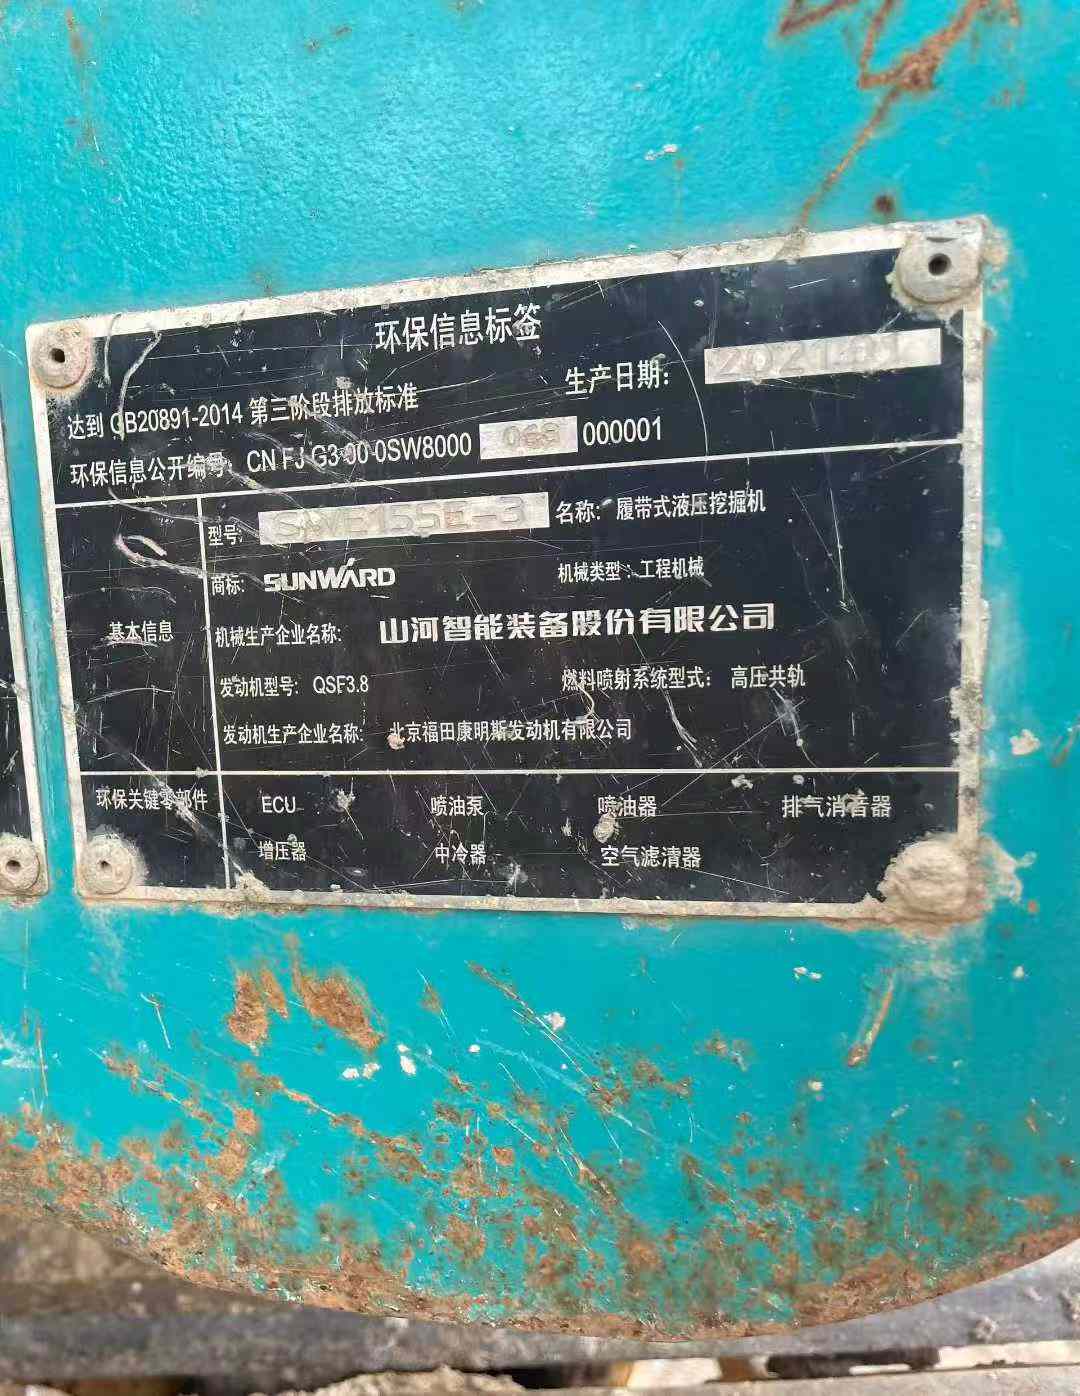 环保信息标签
达到 GB20891-2014 第三阶段排放标准 生产日期: 2021.01
环保信息公开编号: CN FJ G3 00 0SW8000 068 000001
型号: SWE155E-3 名称: 履带式液压挖掘机
商标: SUNWARD 机械类型: 工程机械
基本信息 机械生产企业名称: 山河智能装备股份有限公司
发动机型号: QSF3.8 燃料喷射系统型式: 高压共轨
发动机生产企业名称: 北京福田康明斯发动机有限公司
环保关键零部件 ECU 喷油泵 喷油器 排气消音器
增压器 中冷器 空气滤清器